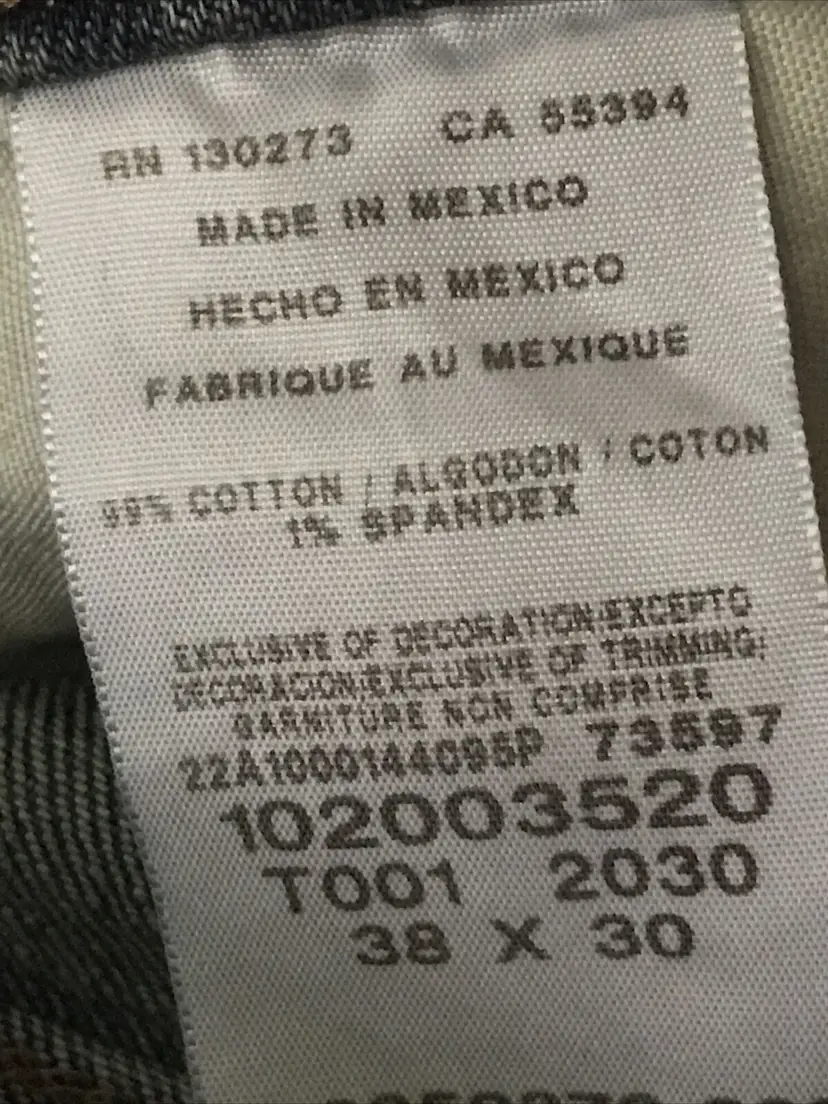 RN 130273 CA 55394
MADE IN MEXICO
HECHO EN MEXICO
FABRIQUE AU MEXIQUE
99% COTTON / ALGODON / COTON
1% SPANDEX
EXCLUSIVE OF DECORATION/EXCEPTO
DECORACION/EXCLUSIVE OF TRIMMING:
GARNITURE NON COMPRISE
22A1000144095P 73597
102003520
T001 2030
38 X 30